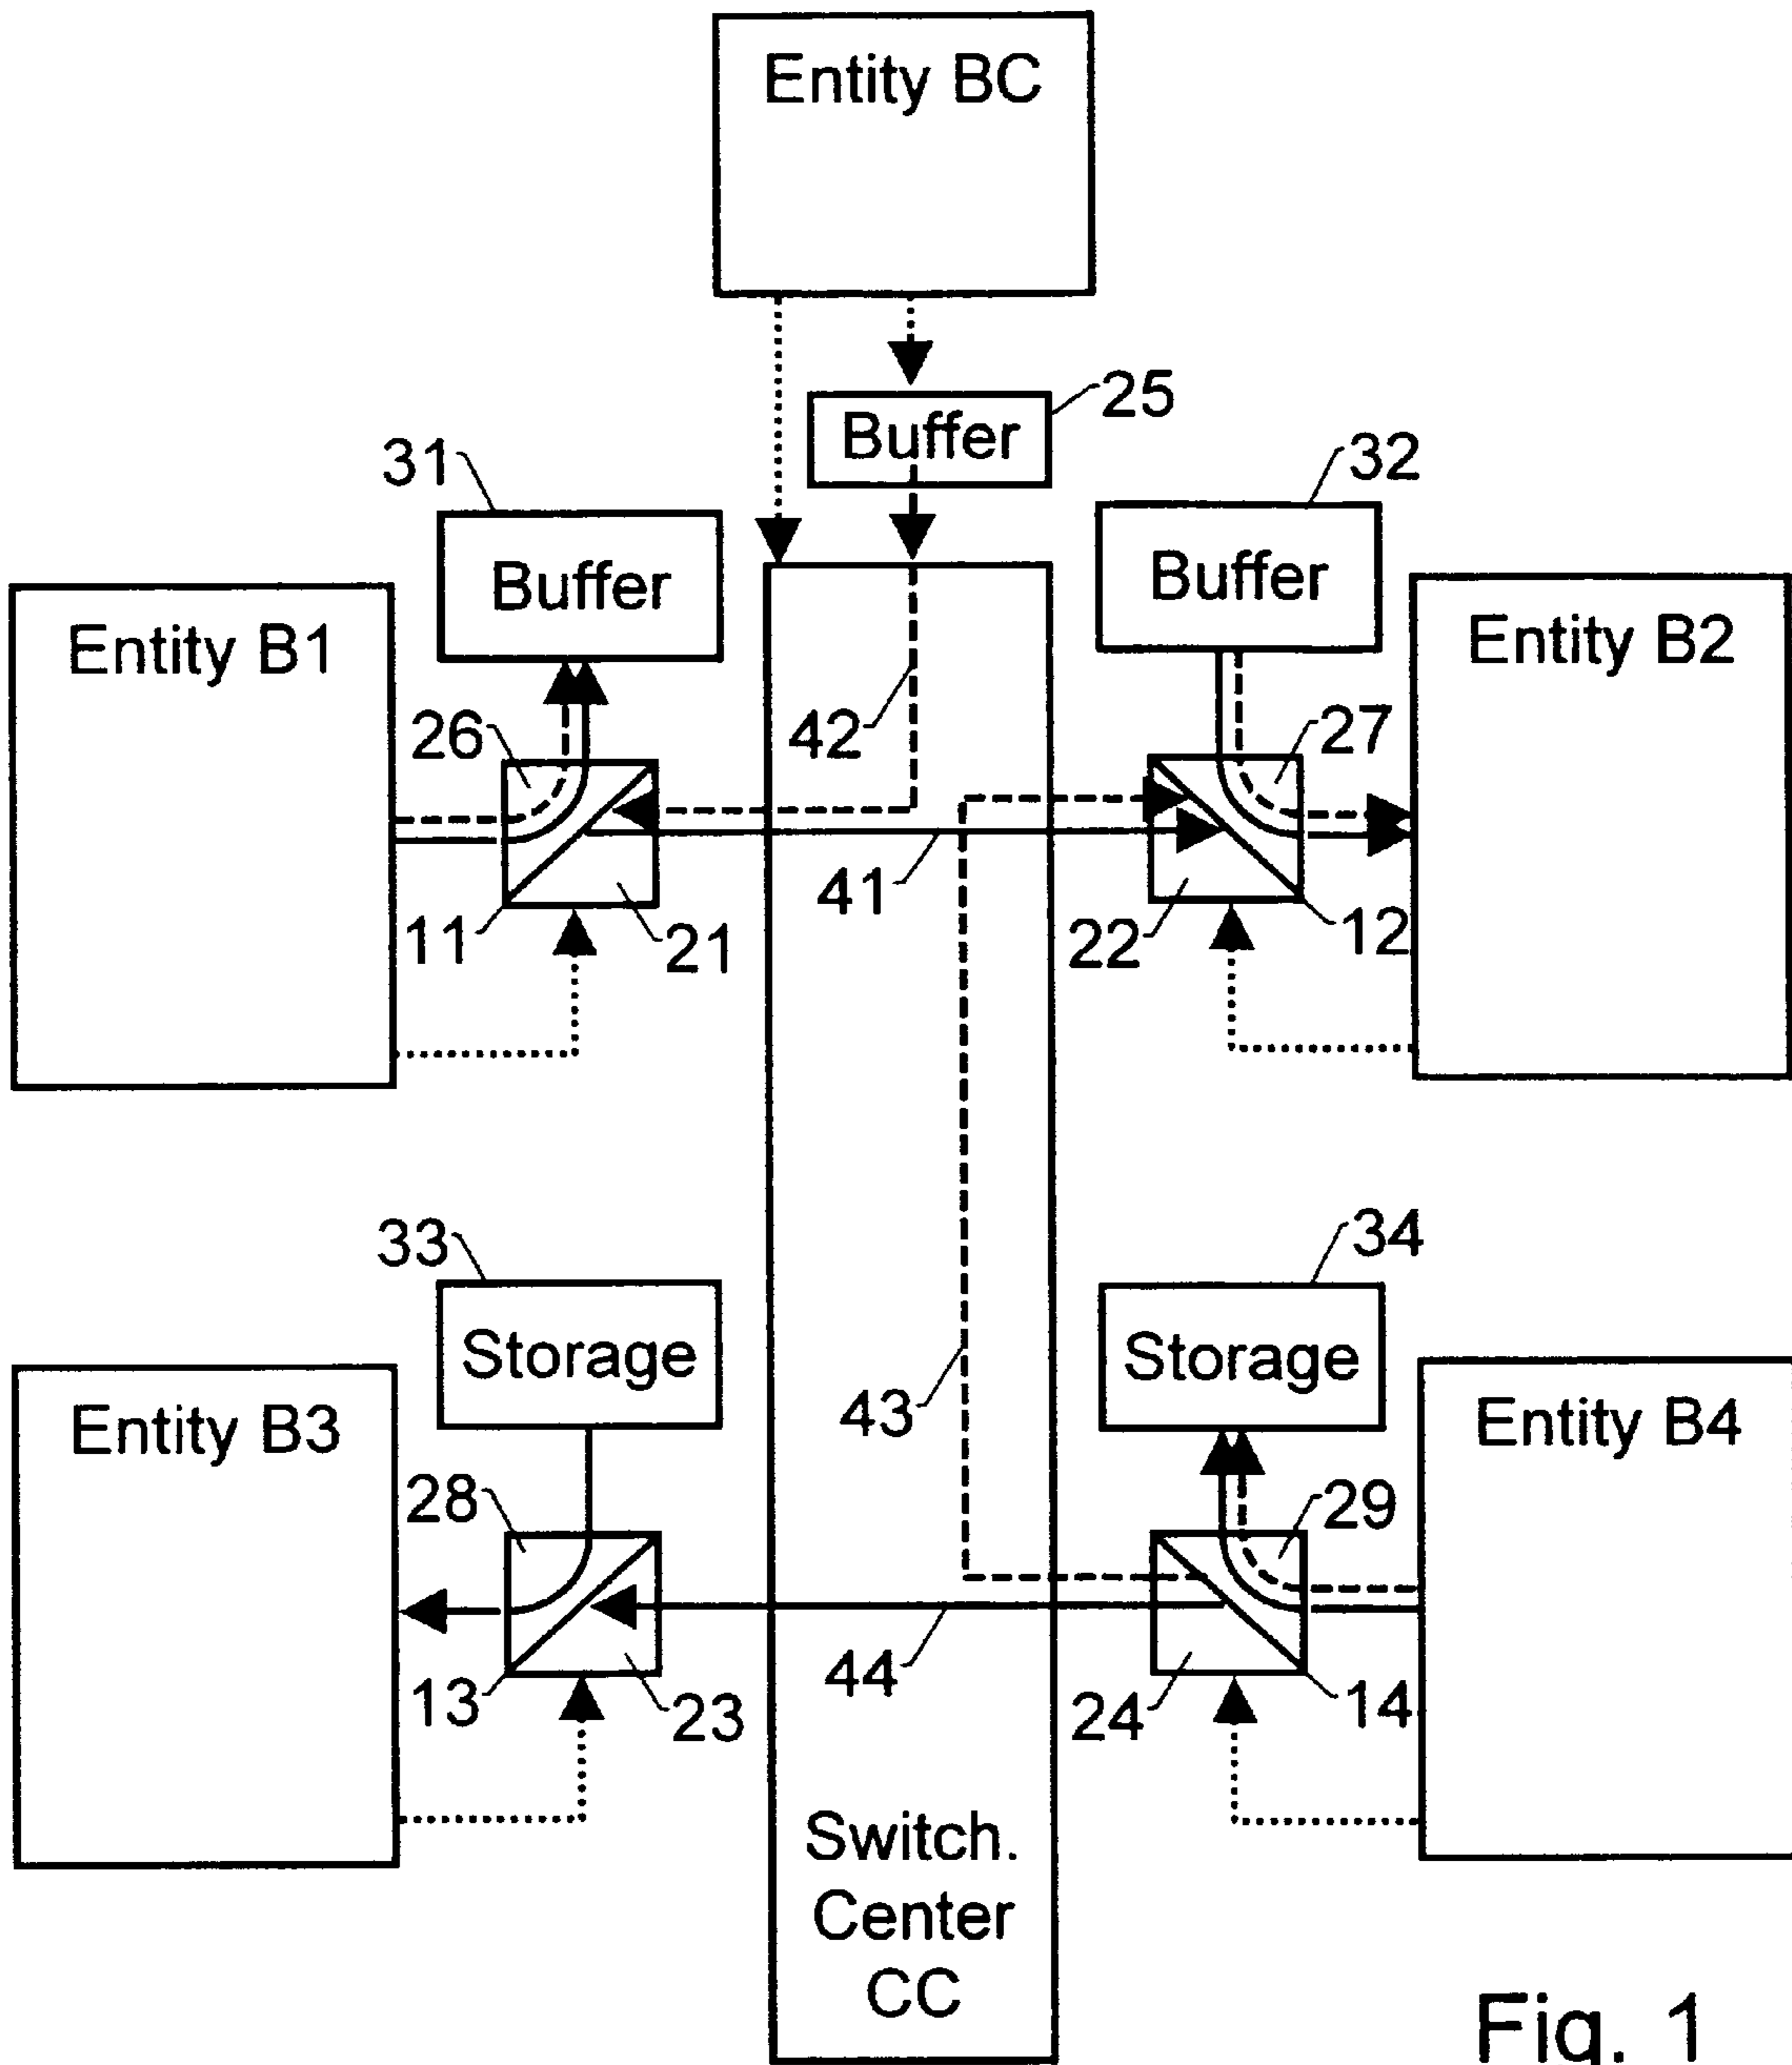 Entity BC
25
Buffer
31
32
Buffer
Buffer
Entity B1
Entity B2
26
42
27
41
11
21
22
12
33
34
Storage
Storage
43
Entity B3
Entity B4
28
29
44
13
23
24
14
Switch.
Center
CC
Fig. 1